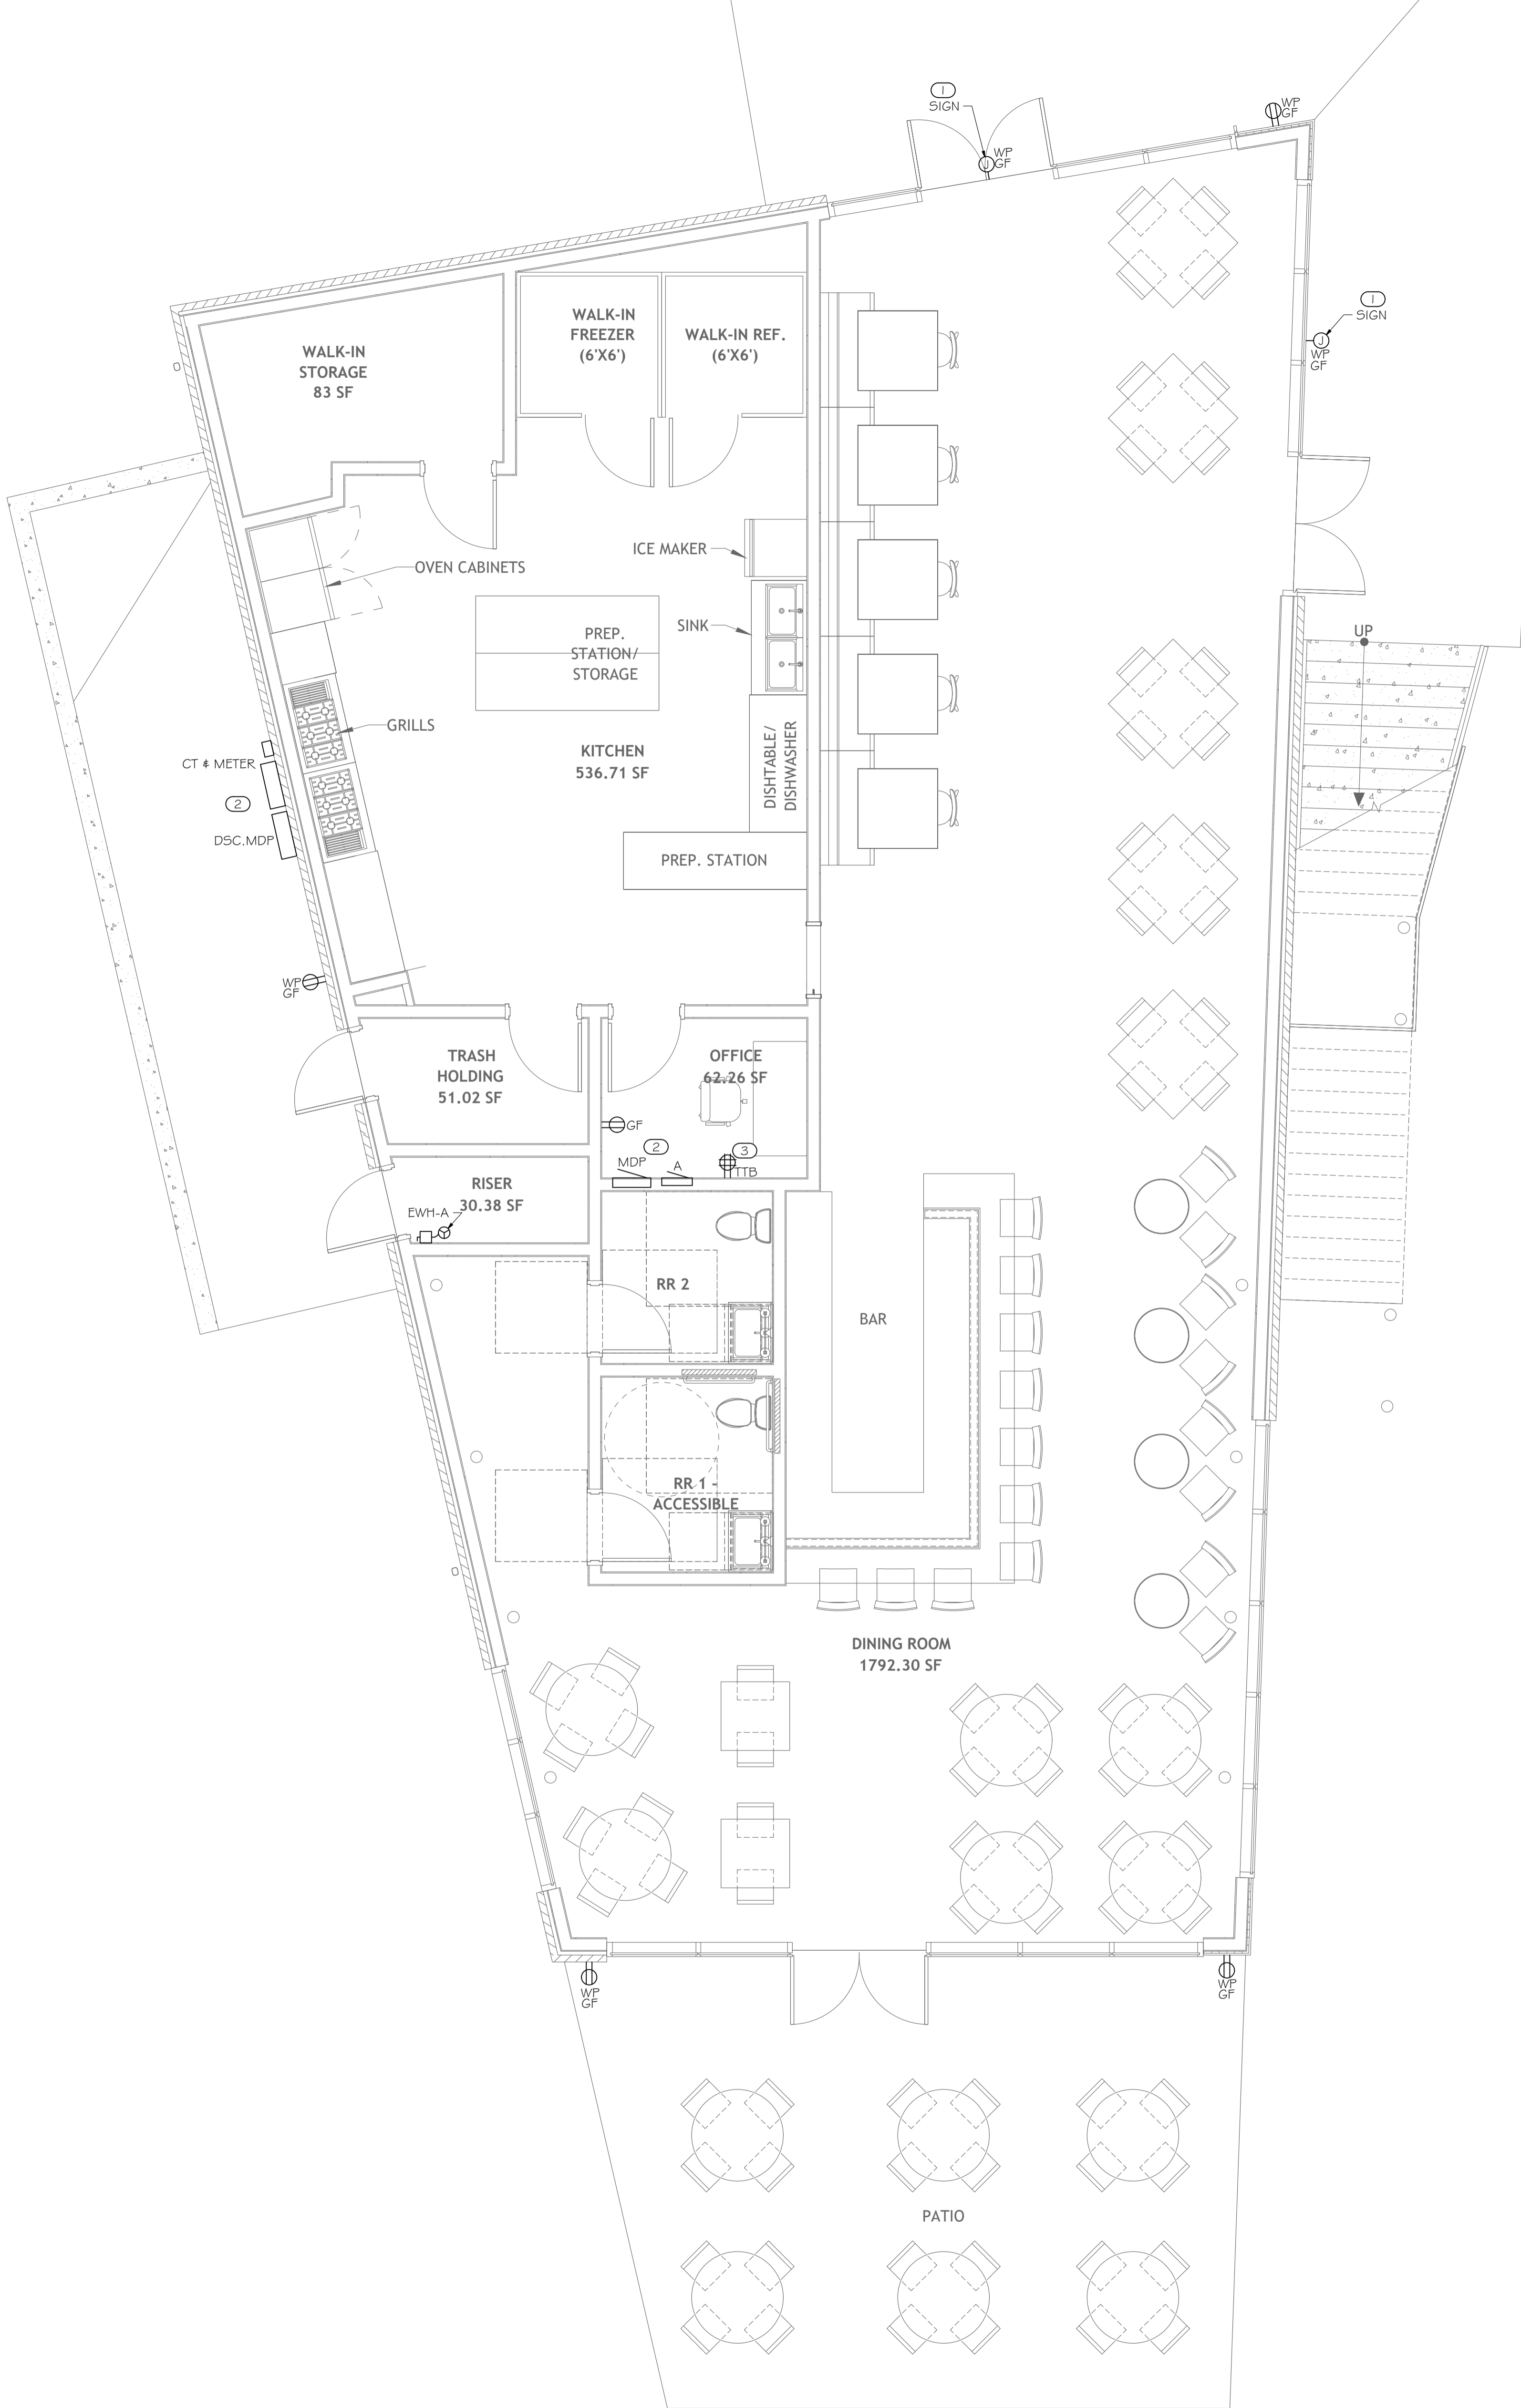 1
SIGN
WP
GF
WP
GF
1
SIGN
WP
GF
WALK-IN
STORAGE
83 SF
WALK-IN
FREEZER
(6'X6')
WALK-IN REF.
(6'X6')
ICE MAKER
OVEN CABINETS
SINK
PREP.
STATION/
STORAGE
UP
GRILLS
KITCHEN
536.71 SF
DISHTABLE/
DISHWASHER
CT & METER
2
DSC.MDP
N
PREP. STATION
WP
GF
TRASH
HOLDING
51.02 SF
OFFICE
62.26 SF
GF
2
3
MDP
A
TTB
RISER
30.38 SF
EWH-A
RR 2
BAR
RR 1 -
ACCESSIBLE
DINING ROOM
1792.30 SF
WP
GF
WP
GF
PATIO
J
J